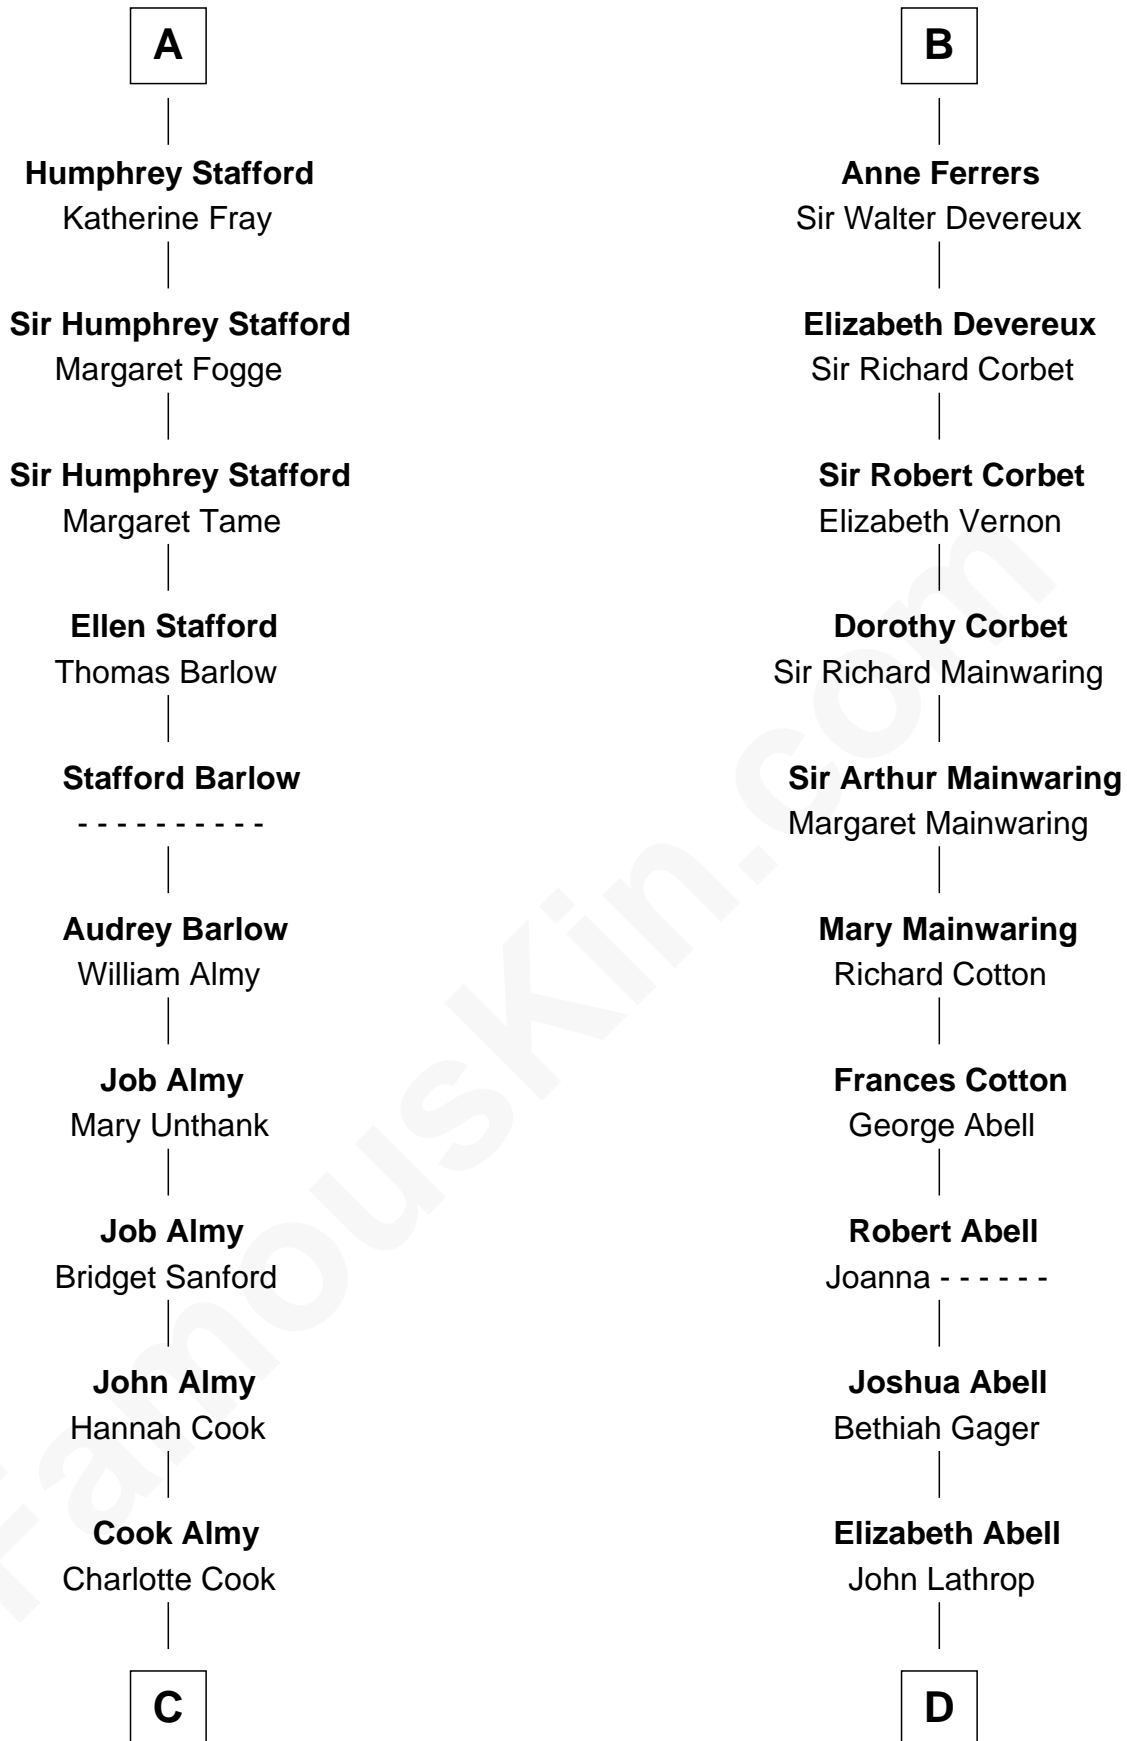 A
Humphrey Stafford
Katherine Fray
Sir Humphrey Stafford
Margaret Fogge
Sir Humphrey Stafford
Margaret Tame
Ellen Stafford
Thomas Barlow
Stafford Barlow
- - - - - - - - - -
Audrey Barlow
William Almy
Job Almy
Mary Unthank
Job Almy
Bridget Sanford
John Almy
Hannah Cook
Cook Almy
Charlotte Cook
C
B
Anne Ferrers
Sir Walter Devereux
Elizabeth Devereux
Sir Richard Corbet
Sir Robert Corbet
Elizabeth Vernon
Dorothy Corbet
Sir Richard Mainwaring
Sir Arthur Mainwaring
Margaret Mainwaring
Mary Mainwaring
Richard Cotton
Frances Cotton
George Abell
Robert Abell
Joanna - - - - - -
Joshua Abell
Bethiah Gager
Elizabeth Abell
John Lathrop
D
FamousKin.com